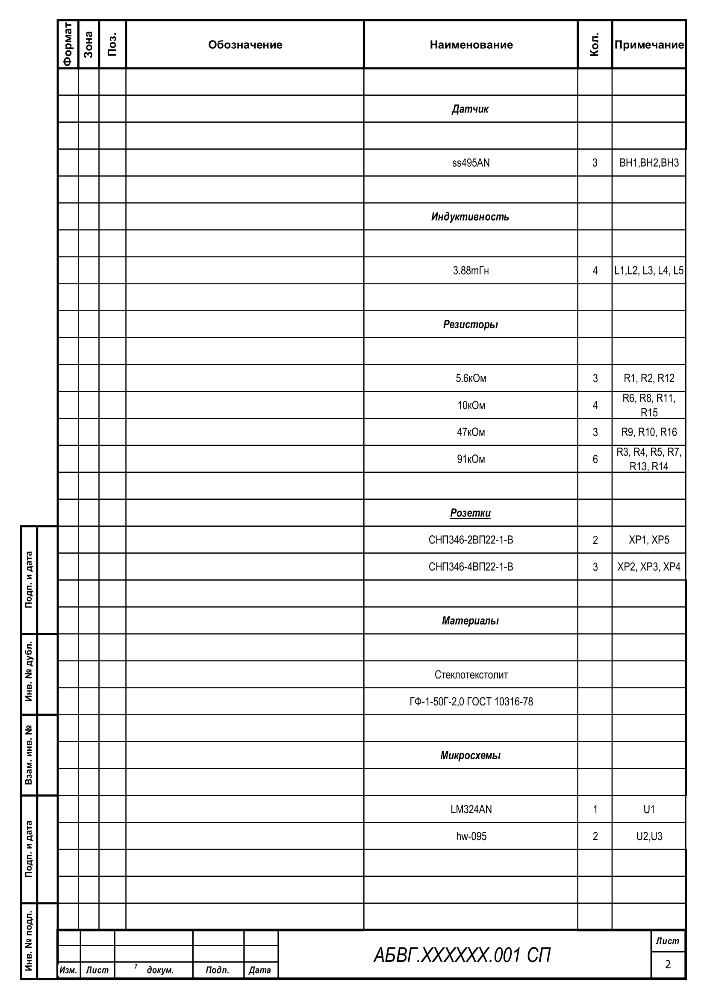 Формат Зона Поз. Обозначение Наименование Кол. Примечание
Датчик
ss495AN 3 BH1,BH2,BH3
Индуктивность
3.88mГн 4 L1,L2, L3, L4, L5
Резисторы
5.6кОм 3 R1, R2, R12
10кОм 4 R6, R8, R11,
R15
47кОм 3 R9, R10, R16
91кОм 6 R3, R4, R5, R7,
R13, R14
Розетки
СНП346-2ВП22-1-В 2 XP1, XP5
СНП346-4ВП22-1-В 3 XP2, XP3, XP4
Материалы
Стеклотекстолит
ГФ-1-50Г-2,0 ГОСТ 10316-78
Микросхемы
LM324AN 1 U1
hw-095 2 U2,U3
Подп. и дата
Инв. № дубл.
Взам. инв. №
Подп. и дата
Инв. № подл.
Изм. Лист 1 докум. Подп. Дата
АБВГ.XXXXXX.001 СП
Лист
2